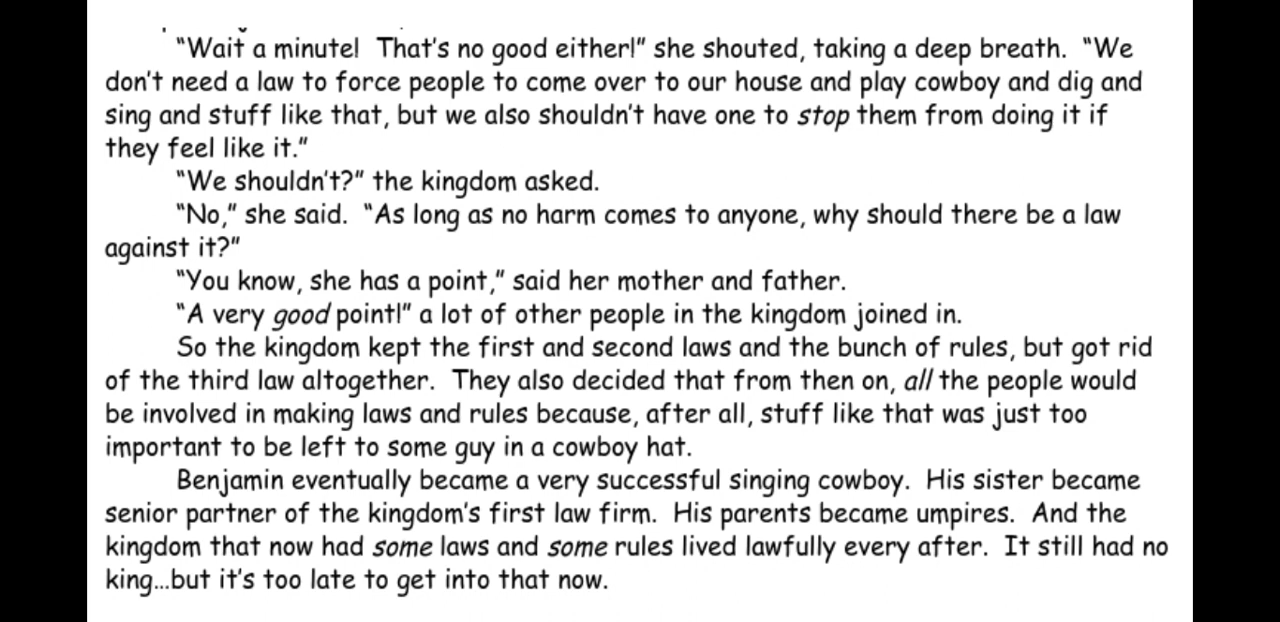 "Wait a minute!  That's no good either!" she shouted, taking a deep breath.  "We
don't need a law to force people to come over to our house and play cowboy and dig and
sing and stuff like that, but we also shouldn't have one to stop them from doing it if
they feel like it."
"We shouldn't?" the kingdom asked.
"No," she said.  "As long as no harm comes to anyone, why should there be a law
against it?"
"You know, she has a point," said her mother and father.
"A very good point!" a lot of other people in the kingdom joined in.
So the kingdom kept the first and second laws and the bunch of rules, but got rid
of the third law altogether.  They also decided that from then on, all the people would
be involved in making laws and rules because, after all, stuff like that was just too
important to be left to some guy in a cowboy hat.
Benjamin eventually became a very successful singing cowboy.  His sister became
senior partner of the kingdom's first law firm.  His parents became umpires.  And the
kingdom that now had some laws and some rules lived lawfully every after.  It still had no
king...but it's too late to get into that now.